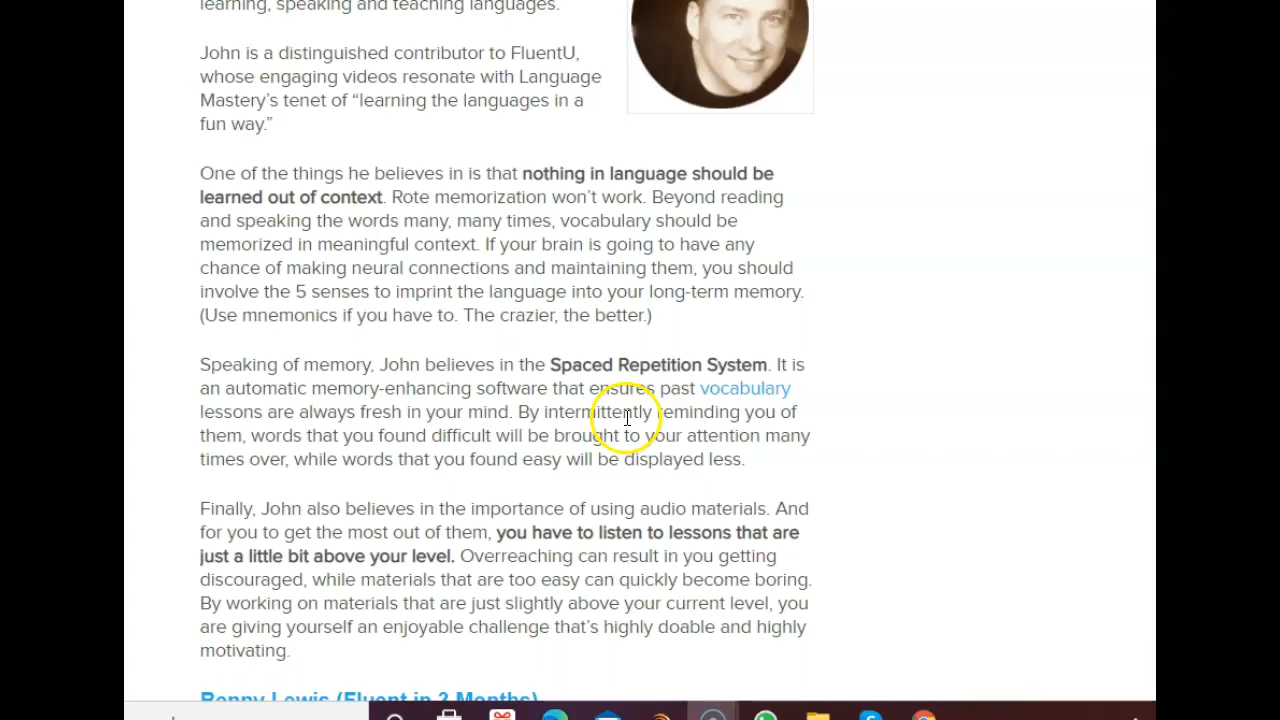 learning, speaking and teaching languages.
John is a distinguished contributor to FluentU,
whose engaging videos resonate with Language
Mastery’s tenet of “learning the languages in a
fun way.”
One of the things he believes in is that nothing in language should be
learned out of context. Rote memorization won’t work. Beyond reading
and speaking the words many, many times, vocabulary should be
memorized in meaningful context. If your brain is going to have any
chance of making neural connections and maintaining them, you should
involve the 5 senses to imprint the language into your long-term memory.
(Use mnemonics if you have to. The crazier, the better.)
Speaking of memory, John believes in the Spaced Repetition System. It is
an automatic memory-enhancing software that ensures past vocabulary
lessons are always fresh in your mind. By intermittently reminding you of
them, words that you found difficult will be brought to your attention many
times over, while words that you found easy will be displayed less.
Finally, John also believes in the importance of using audio materials. And
for you to get the most out of them, you have to listen to lessons that are
just a little bit above your level. Overreaching can result in you getting
discouraged, while materials that are too easy can quickly become boring.
By working on materials that are just slightly above your current level, you
are giving yourself an enjoyable challenge that’s highly doable and highly
motivating.
Benny Lewis (Fluent in 3 Months)